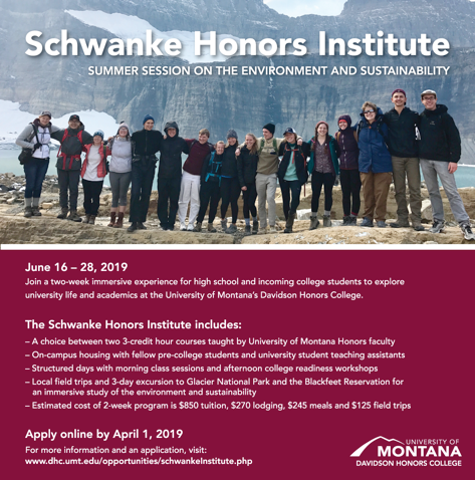 Schwanke Honors Institute
SUMMER SESSION ON THE ENVIRONMENT AND SUSTAINABILITY
June 16 – 28, 2019
Join a two-week immersive experience for high school and incoming college students to explore
university life and academics at the University of Montana's Davidson Honors College.
The Schwanke Honors Institute includes:
– A choice between two 3-credit hour courses taught by University of Montana Honors faculty
– On-campus housing with fellow pre-college students and university student teaching assistants
– Structured days with morning class sessions and afternoon college readiness workshops
– Local field trips and 3-day excursion to Glacier National Park and the Blackfeet Reservation for
an immersive study of the environment and sustainability
– Estimated cost of 2-week program is $850 tuition, $270 lodging, $245 meals and $125 field trips
Apply online by April 1, 2019
For more information and an application, visit:
www.dhc.umt.edu/opportunities/schwankeInstitute.php
UNIVERSITY OF
MONTANA
DAVIDSON HONORS COLLEGE